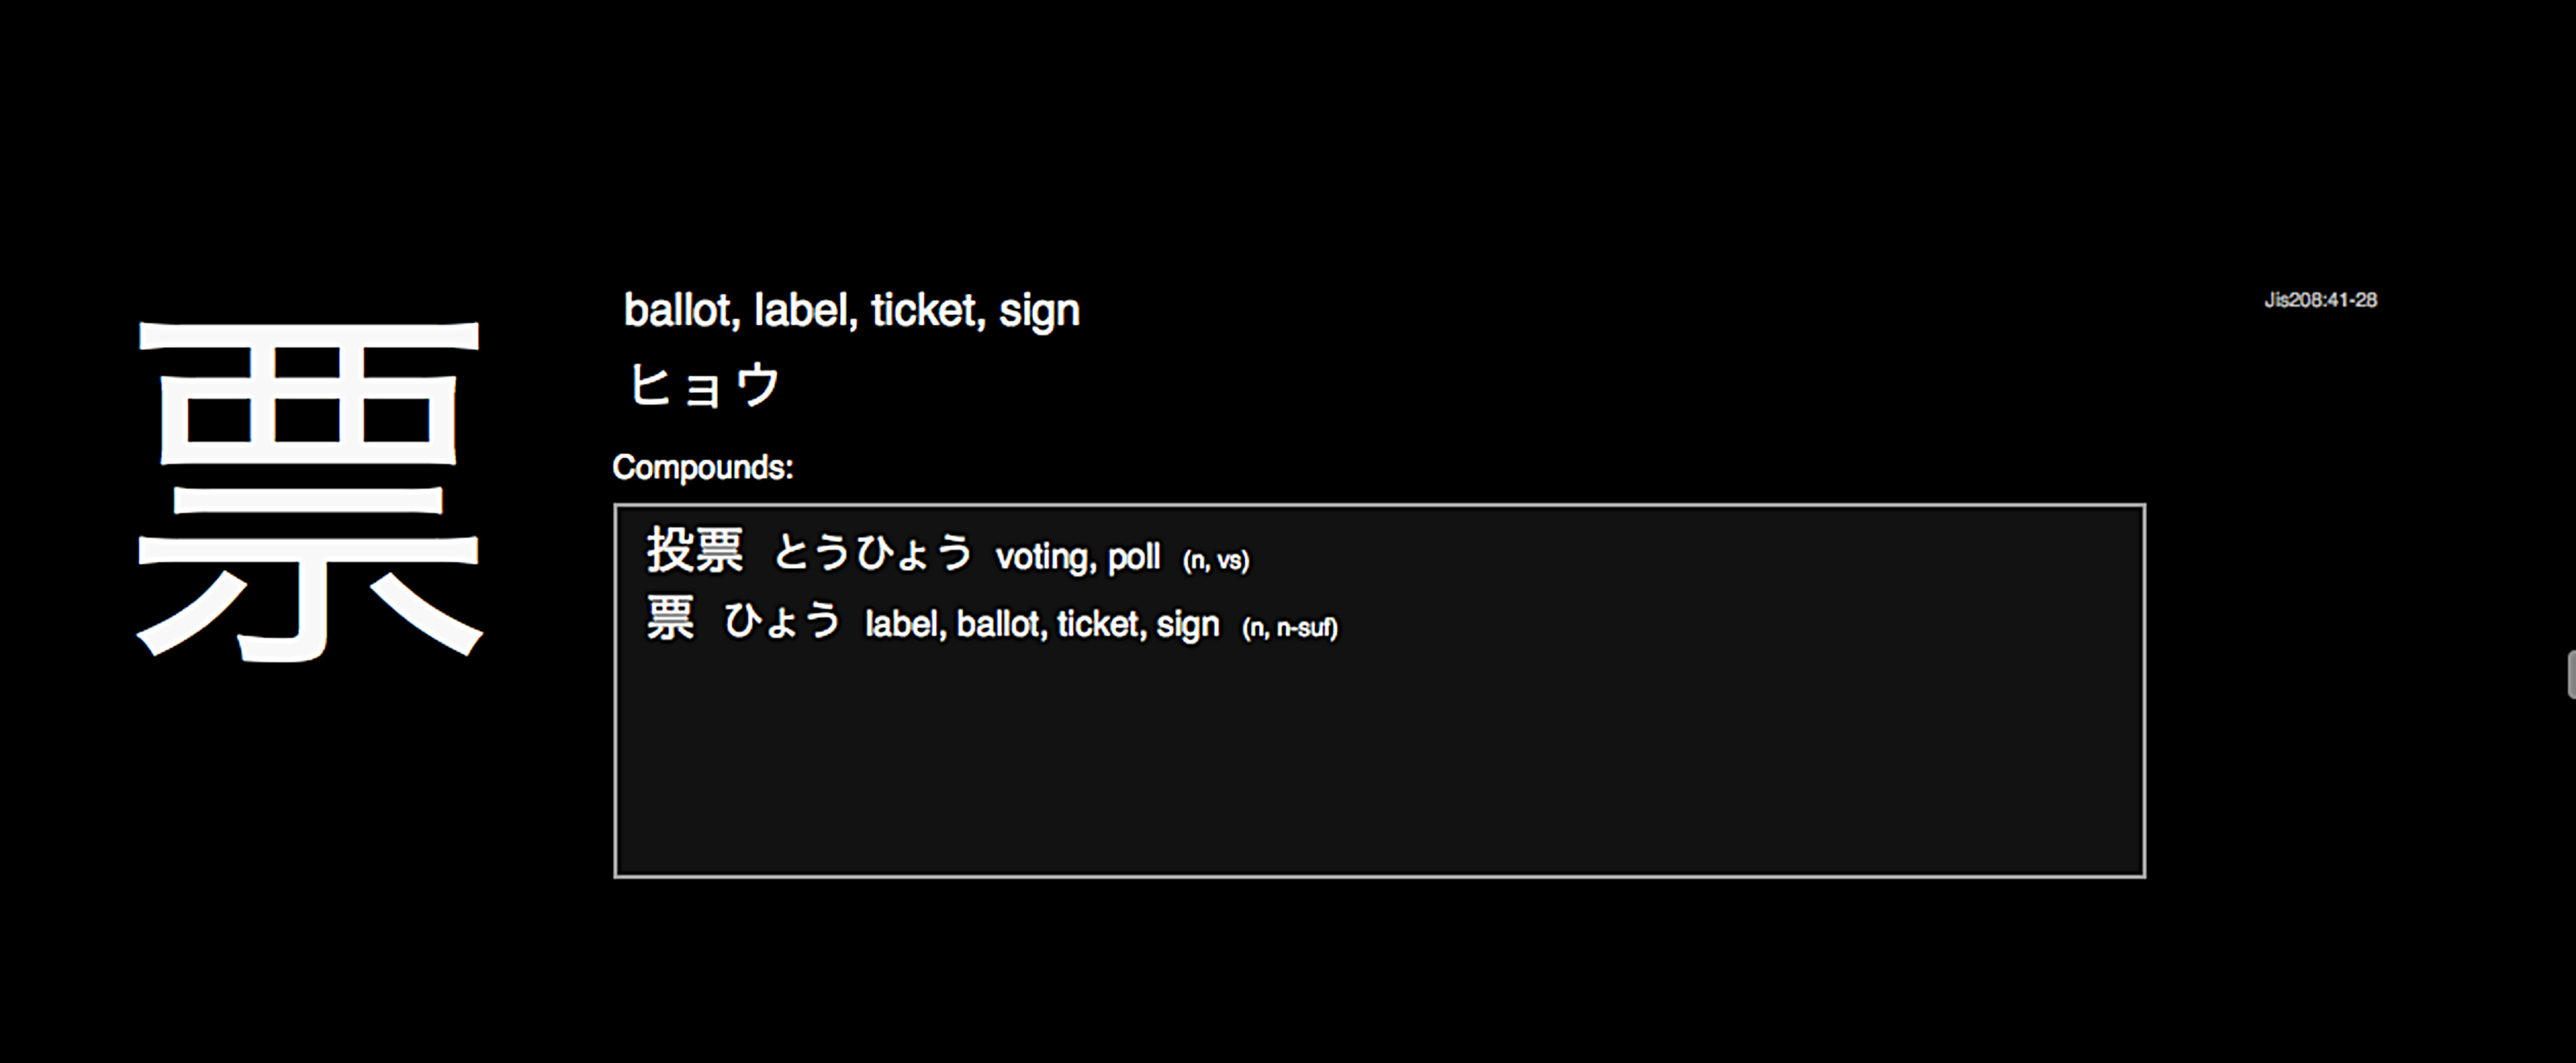 票
ballot, label, ticket, sign
Jis208:41-28
ヒョウ
Compounds:
投票 とうひょう voting, poll (n, vs)
票 ひょう label, ballot, ticket, sign (n, n-suf)